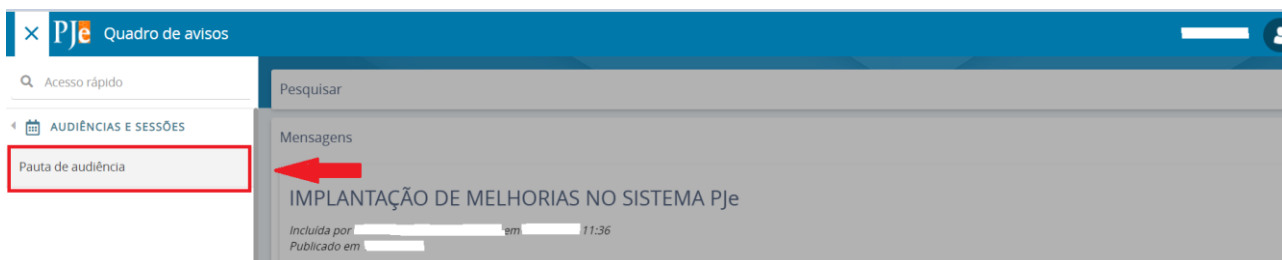 PJe Quadro de avisos
Acesso rápido
Pesquisar
AUDIÊNCIAS E SESSÕES
Mensagens
Pauta de audiência
IMPLANTAÇÃO DE MELHORIAS NO SISTEMA PJe
Incluída por em 11:36
Publicado em